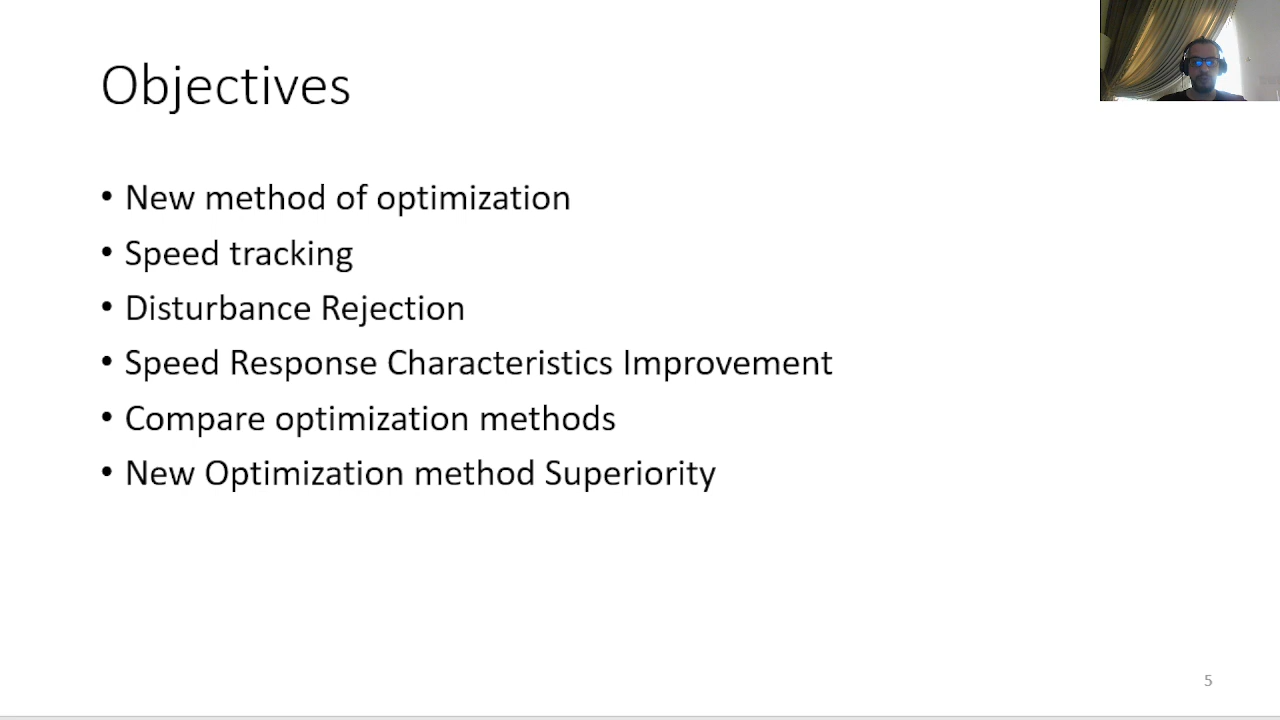 Objectives
• New method of optimization
• Speed tracking
• Disturbance Rejection
• Speed Response Characteristics Improvement
• Compare optimization methods
• New Optimization method Superiority
5